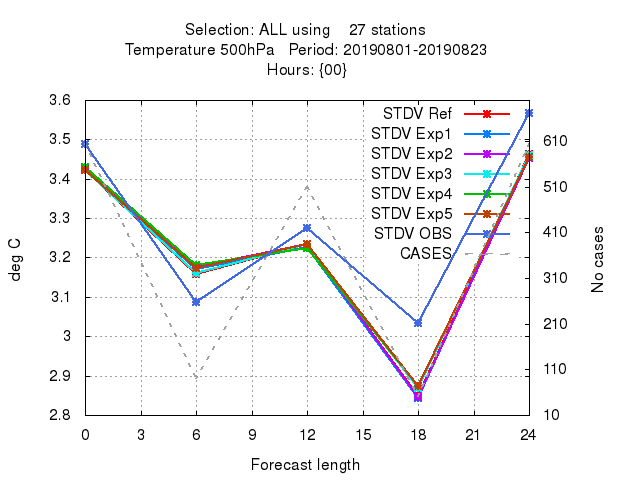 Selection: ALL using 27 stations
Temperature 500hPa Period: 20190801-20190823
Hours: {00}
3.6
3.5
3.4
3.3
3.2
3.1
3
2.9
2.8
deg C
STDV Ref
STDV Exp1
STDV Exp2
STDV Exp3
STDV Exp4
STDV Exp5
STDV OBS
CASES
610
510
410
310
210
110
10
No cases
0 3 6 9 12 15 18 21 24
Forecast length